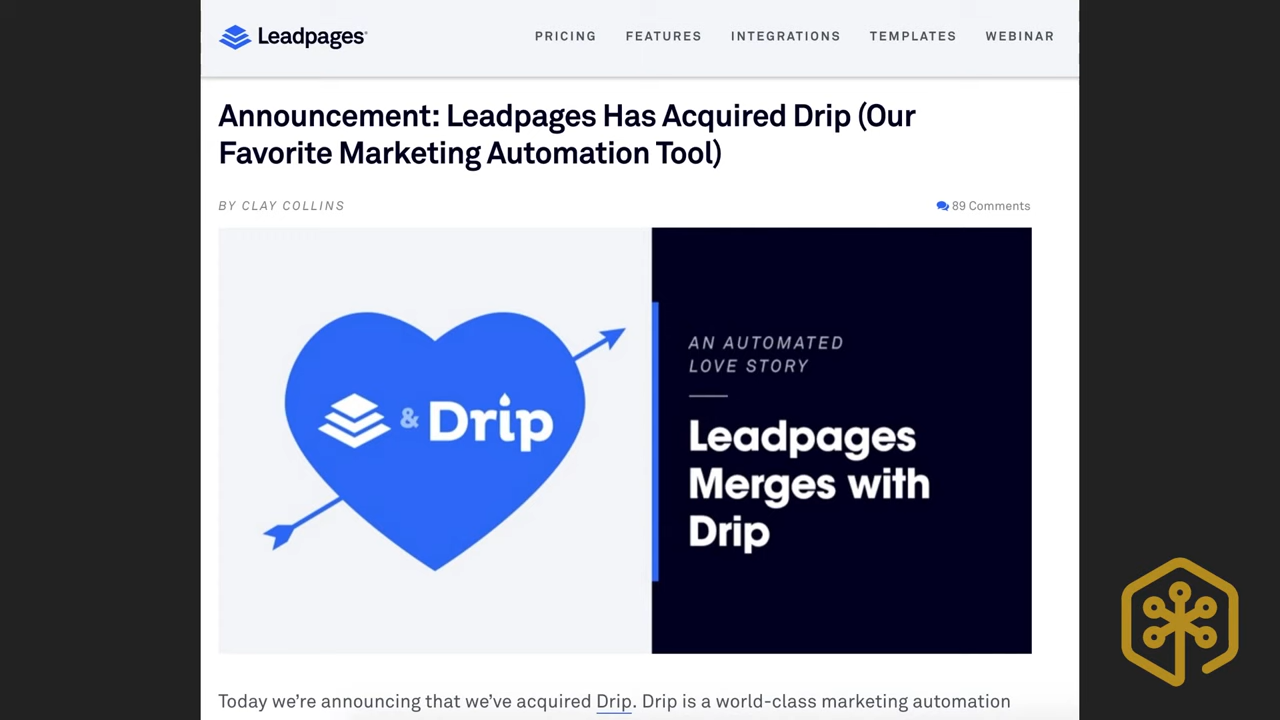 Leadpages®
PRICING FEATURES INTEGRATIONS TEMPLATES WEBINAR
Announcement: Leadpages Has Acquired Drip (Our
Favorite Marketing Automation Tool)
BY CLAY COLLINS
89 Comments
& Drip
AN AUTOMATED
LOVE STORY
Leadpages
Merges with
Drip
Today we’re announcing that we’ve acquired Drip. Drip is a world-class marketing automation